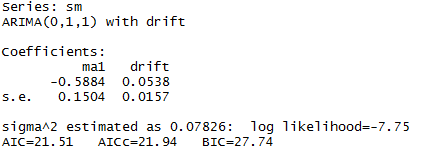 Series: sm
ARIMA(0,1,1) with drift
Coefficients:
ma1 drift
-0.5884 0.0538
s.e. 0.1504 0.0157
sigma^2 estimated as 0.07826: log likelihood=-7.75
AIC=21.51 AICc=21.94 BIC=27.74